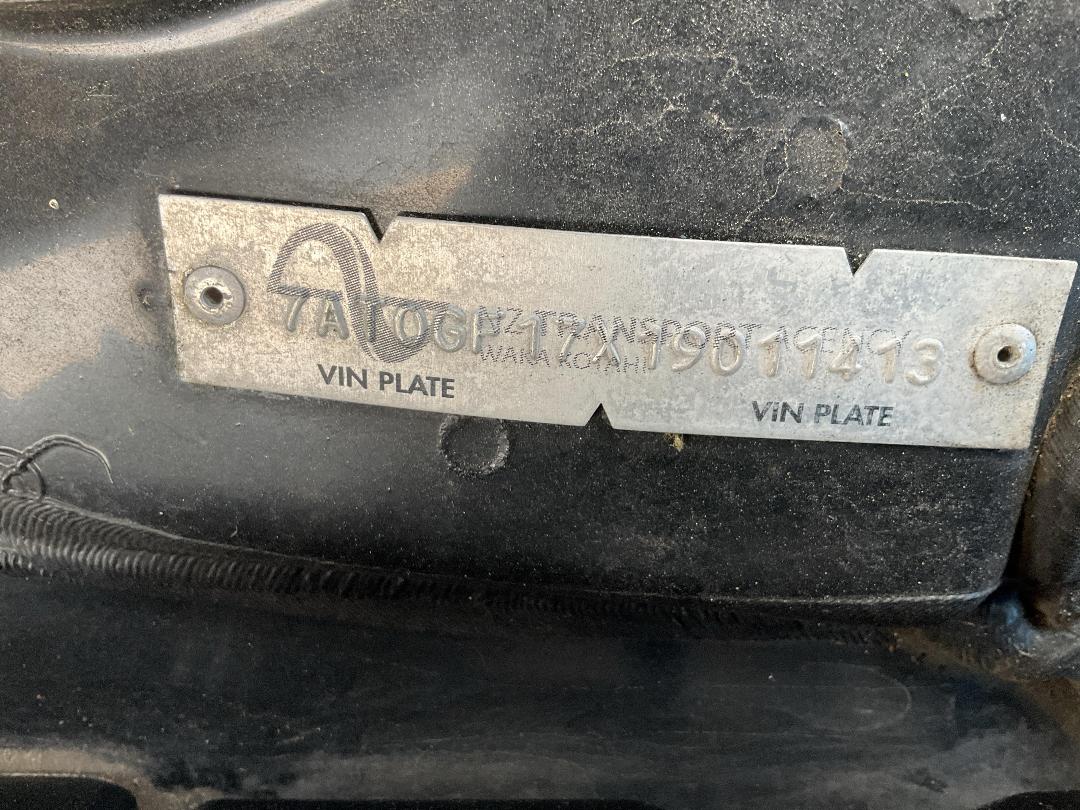 7AT0GP17X19011413
NZ TRANSPORT AGENCY
WAKA KOTAHI
VIN PLATE
VIN PLATE